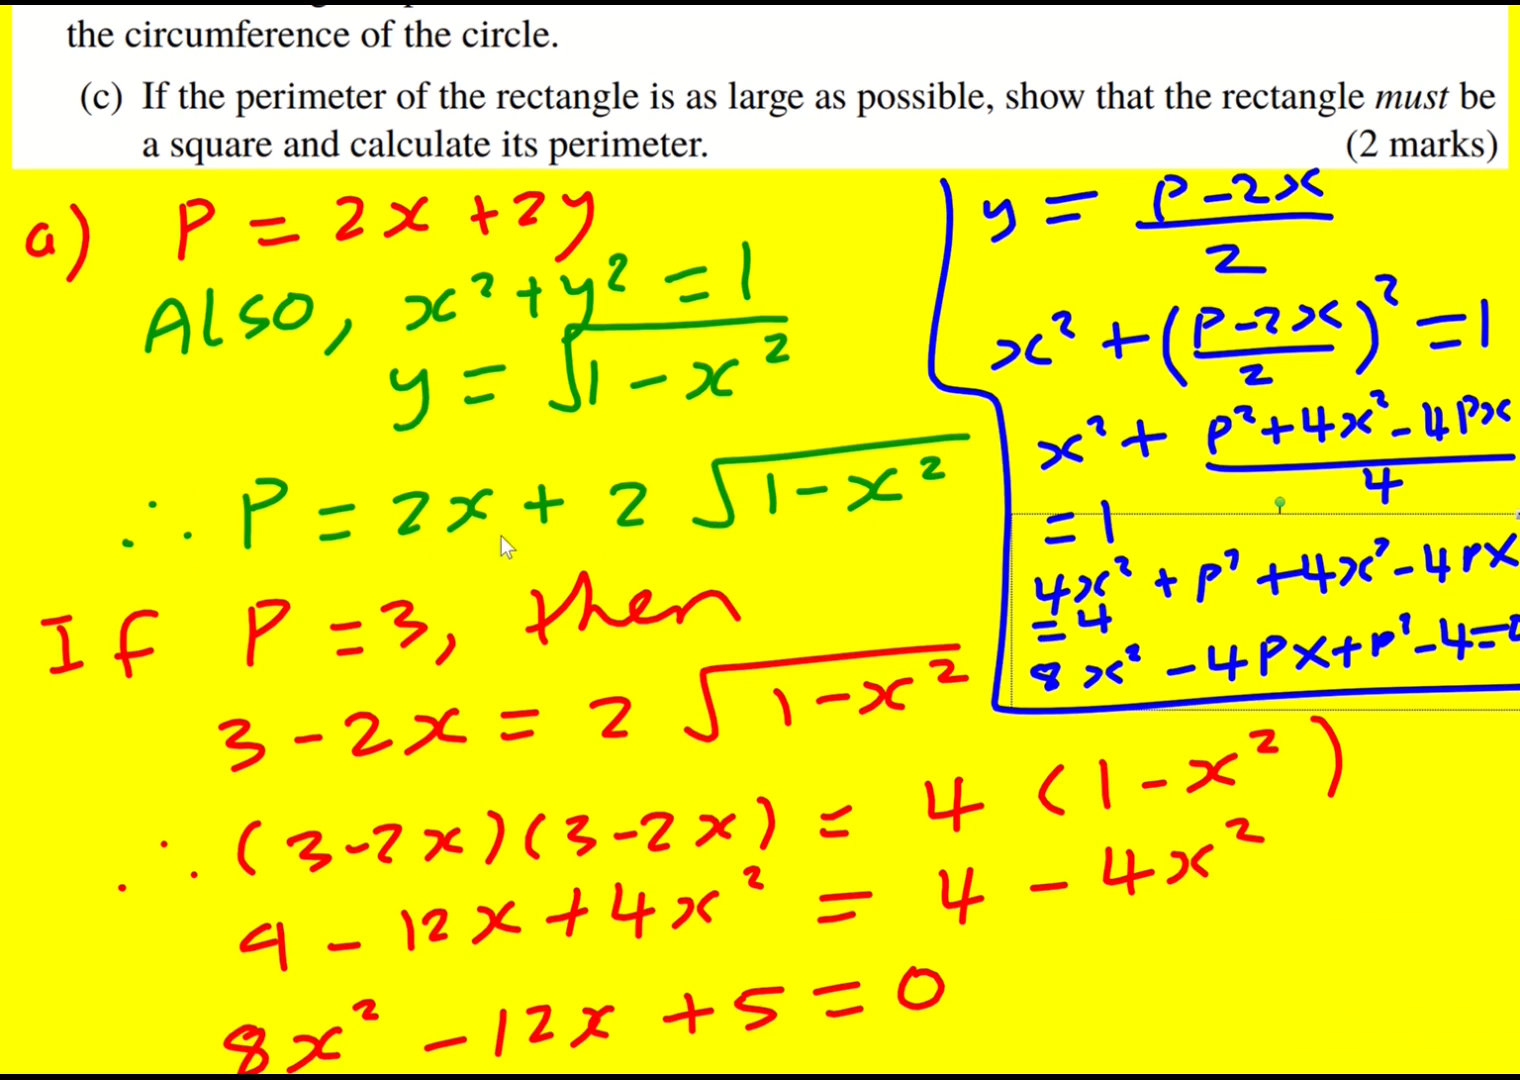 the circumference of the circle.
(c) If the perimeter of the rectangle is as large as possible, show that the rectangle must be
a square and calculate its perimeter. (2 marks)
a) P = 2x + 2y
Also, x² + y² = 1
y = √(1 - x²)
∴ P = 2x + 2√(1 - x²)
If P = 3, then
3 - 2x = 2√(1 - x²)
∴ (3 - 2x)(3 - 2x) = 4(1 - x²)
9 - 12x + 4x² = 4 - 4x²
8x² - 12x + 5 = 0
y = (P - 2x)/2
x² + ((P - 2x)/2)² = 1
x² + (P² + 4x² - 4Px)/4
= 1
4x² + P² + 4x² - 4PX
= 4
8x² - 4PX + P² - 4 = 0